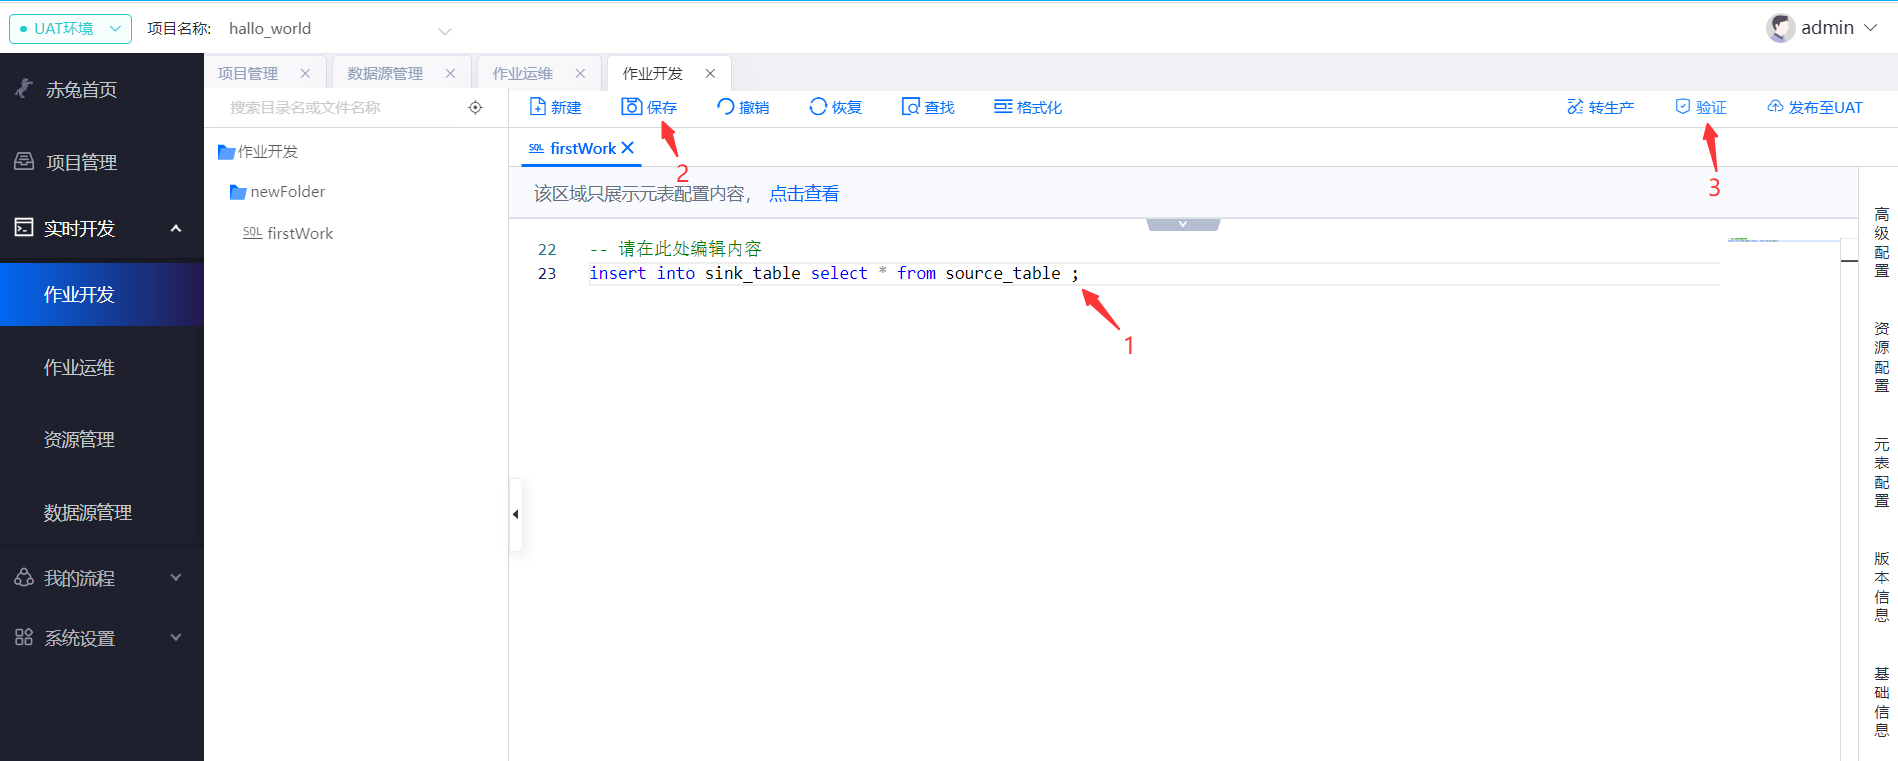 UAT环境
项目名称:
hallo_world
admin
赤兔首页
项目管理
实时开发
作业开发
作业运维
资源管理
数据源管理
我的流程
系统设置
项目管理
数据源管理
作业运维
作业开发
搜索目录名或文件名称
作业开发
newFolder
SQL firstWork
新建
保存
撤销
恢复
查找
格式化
转生产
验证
发布至UAT
SQL firstWork
2
3
该区域只展示元表配置内容， 点击查看
22 -- 请在此处编辑内容
23 insert into sink_table select * from source_table ;
1
高级配置
资源配置
元表配置
版本信息
基础信息